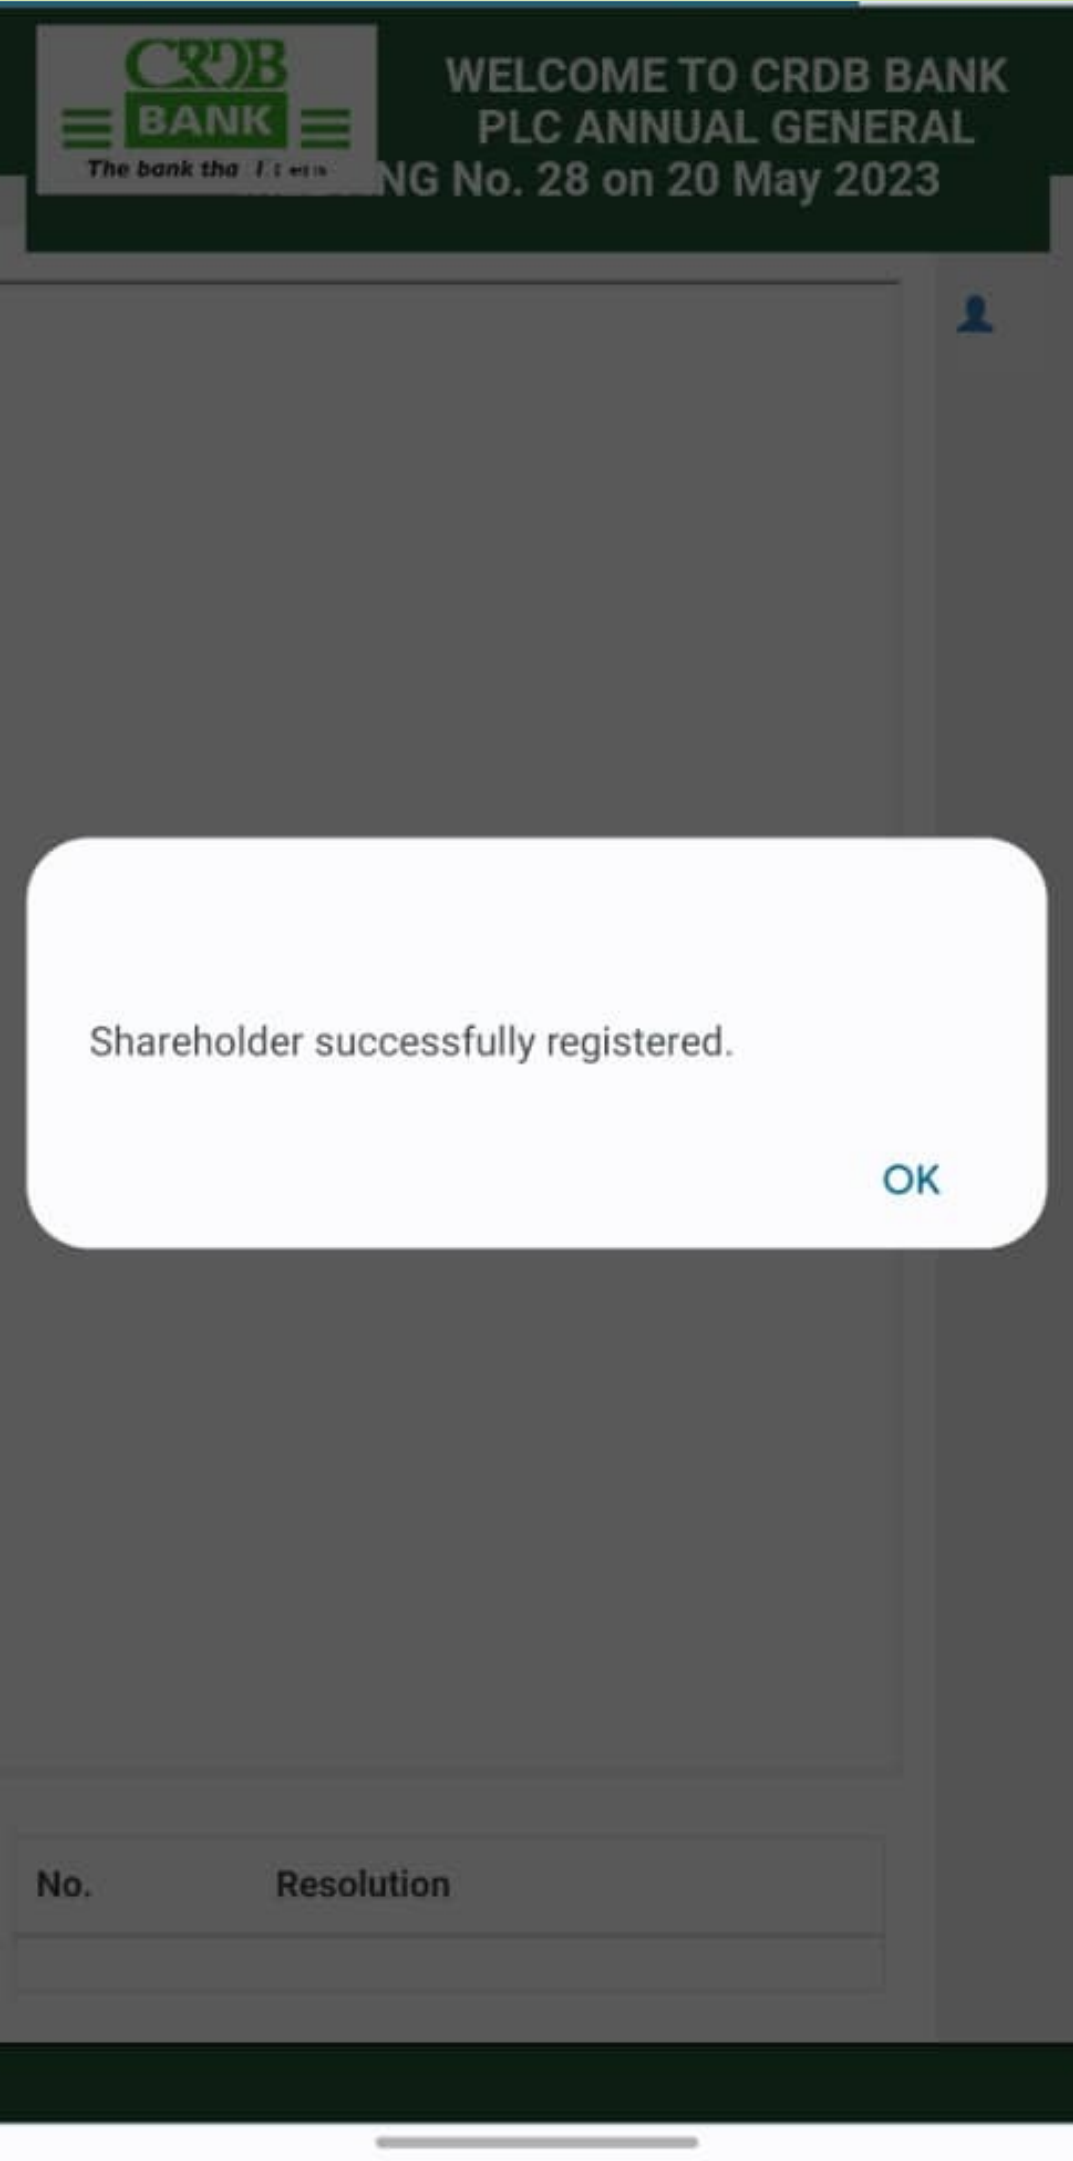 CRDB
BANK
The bank tha
WELCOME TO CRDB BANK
PLC ANNUAL GENERAL
NG No. 28 on 20 May 2023
Shareholder successfully registered.
OK
No. Resolution